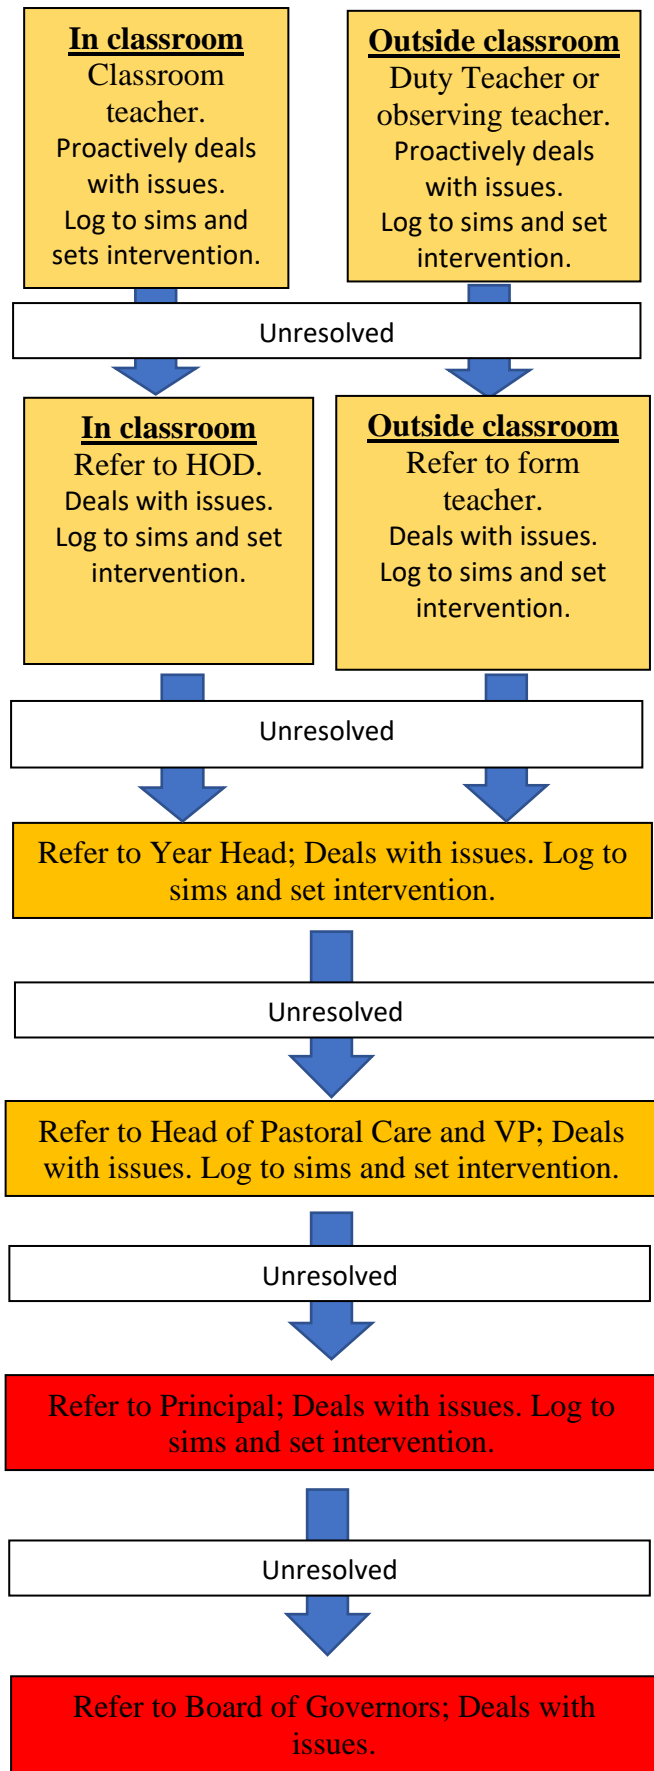 In classroom
Classroom
teacher.
Proactively deals
with issues.
Log to sims and
sets intervention.
Outside classroom
Duty Teacher or
observing teacher.
Proactively deals
with issues.
Log to sims and set
intervention.
Unresolved
In classroom
Refer to HOD.
Deals with issues.
Log to sims and set
intervention.
Outside classroom
Refer to form
teacher.
Deals with issues.
Log to sims and set
intervention.
Unresolved
Refer to Year Head; Deals with issues. Log to
sims and set intervention.
Unresolved
Refer to Head of Pastoral Care and VP; Deals
with issues. Log to sims and set intervention.
Unresolved
Refer to Principal; Deals with issues. Log to
sims and set intervention.
Unresolved
Refer to Board of Governors; Deals with
issues.